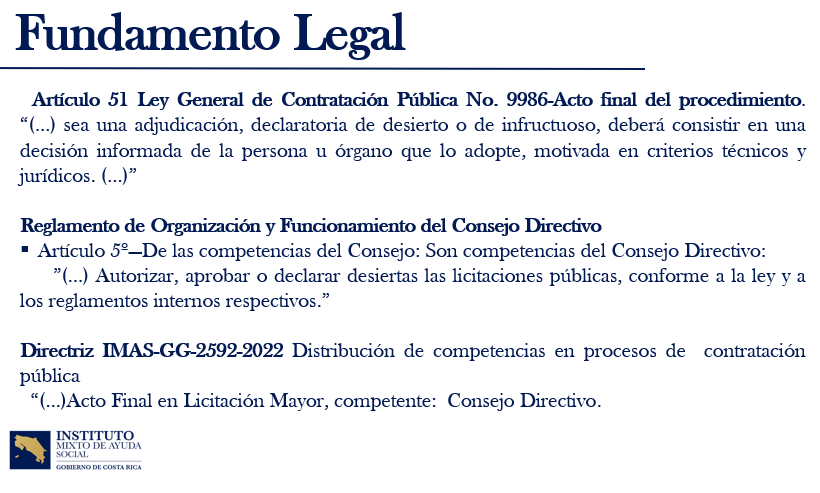 Fundamento Legal
Artículo 51 Ley General de Contratación Pública No. 9986-Acto final del procedimiento.
“(...) sea una adjudicación, declaratoria de desierto o de infructuoso, deberá consistir en una
decisión informada de la persona u órgano que lo adopte, motivada en criterios técnicos y
jurídicos. (...)”
Reglamento de Organización y Funcionamiento del Consejo Directivo
▪ Artículo 5º—De las competencias del Consejo: Son competencias del Consejo Directivo:
”(...) Autorizar, aprobar o declarar desiertas las licitaciones públicas, conforme a la ley y a
los reglamentos internos respectivos.”
Directriz IMAS-GG-2592-2022 Distribución de competencias en procesos de contratación
pública
“(...)Acto Final en Licitación Mayor, competente: Consejo Directivo.
INSTITUTO
MIXTO DE AYUDA
SOCIAL
GOBIERNO DE COSTA RICA